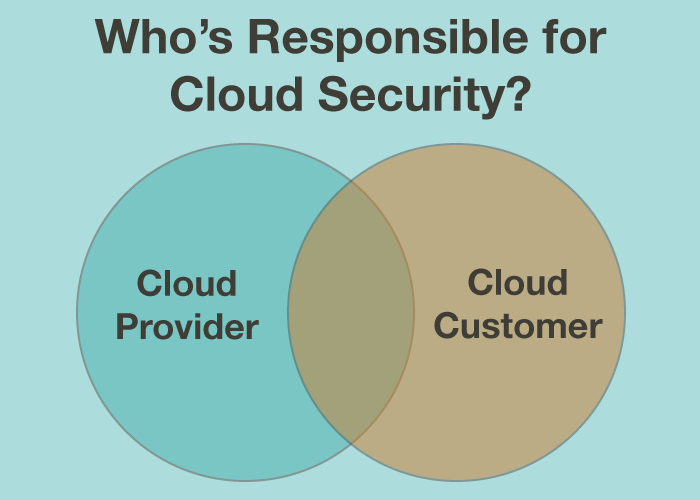 Who’s Responsible for
Cloud Security?
Cloud
Provider
Cloud
Customer